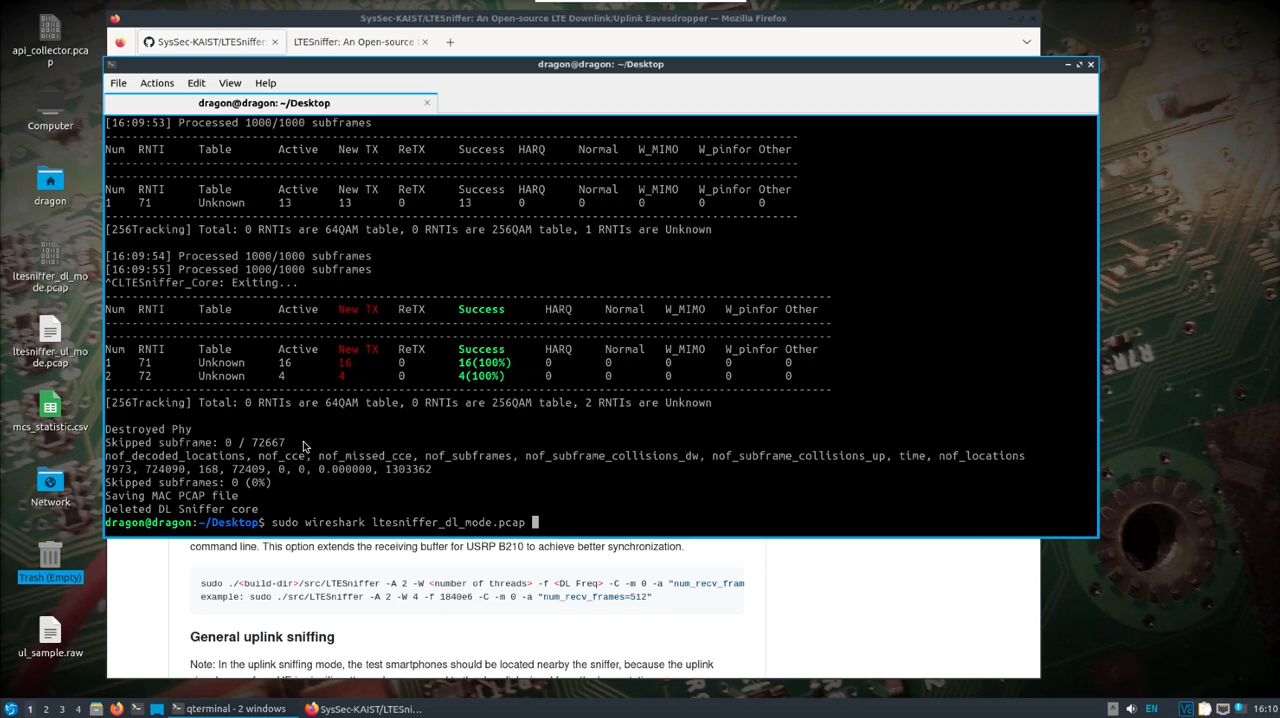 SysSec-KAIST/LTESniffer: An Open-source LTE Downlink/Uplink Eavesdropper — Mozilla Firefox
SysSec-KAIST/LTESniffer:
LTESniffer: An Open-source
api_collector.pca
p
Computer
dragon
ltesniffer_dl_mo
de.pcap
ltesniffer_ul_mo
de.pcap
mcs_statistic.csv
Network
Trash (Empty)
ul_sample.raw
dragon@dragon: ~/Desktop
File Actions Edit View Help
dragon@dragon: ~/Desktop
[16:09:53] Processed 1000/1000 subframes
Num RNTI Table Active New TX ReTX Success HARQ Normal W_MIMO W_pinfor Other
Num RNTI Table Active New TX ReTX Success HARQ Normal W_MIMO W_pinfor Other
1 71 Unknown 13 13 0 13 0 0 0 0 0
[256Tracking] Total: 0 RNTIs are 64QAM table, 0 RNTIs are 256QAM table, 1 RNTIs are Unknown
[16:09:54] Processed 1000/1000 subframes
[16:09:55] Processed 1000/1000 subframes
^CLTESniffer_Core: Exiting...
Num RNTI Table Active New TX ReTX Success HARQ Normal W_MIMO W_pinfor Other
Num RNTI Table Active New TX ReTX Success HARQ Normal W_MIMO W_pinfor Other
1 71 Unknown 16 16 0 16(100%) 0 0 0 0 0
2 72 Unknown 4 4 0 4(100%) 0 0 0 0 0
[256Tracking] Total: 0 RNTIs are 64QAM table, 0 RNTIs are 256QAM table, 2 RNTIs are Unknown
Destroyed Phy
Skipped subframe: 0 / 72667
nof_decoded_locations, nof_cce, nof_missed_cce, nof_subframes, nof_subframe_collisions_dw, nof_subframe_collisions_up, time, nof_locations
7973, 724090, 168, 72409, 0, 0, 0.000000, 1303362
Skipped subframes: 0 (0%)
Saving MAC PCAP file
Deleted DL Sniffer core
dragon@dragon:~/Desktop$ sudo wireshark ltesniffer_dl_mode.pcap
command line. This option extends the receiving buffer for USRP B210 to achieve better synchronization.
sudo ./<build-dir>/src/LTESniffer -A 2 -W <number of threads> -f <DL Freq> -C -m 0 -a "num_recv_fram
example: sudo ./src/LTESniffer -A 2 -W 4 -f 1840e6 -C -m 0 -a "num_recv_frames=512"
General uplink sniffing
Note: In the uplink sniffing mode, the test smartphones should be located nearby the sniffer, because the uplink
1 2 3 4 qterminal - 2 windows SysSec-KAIST/LTESni... EN 16:10